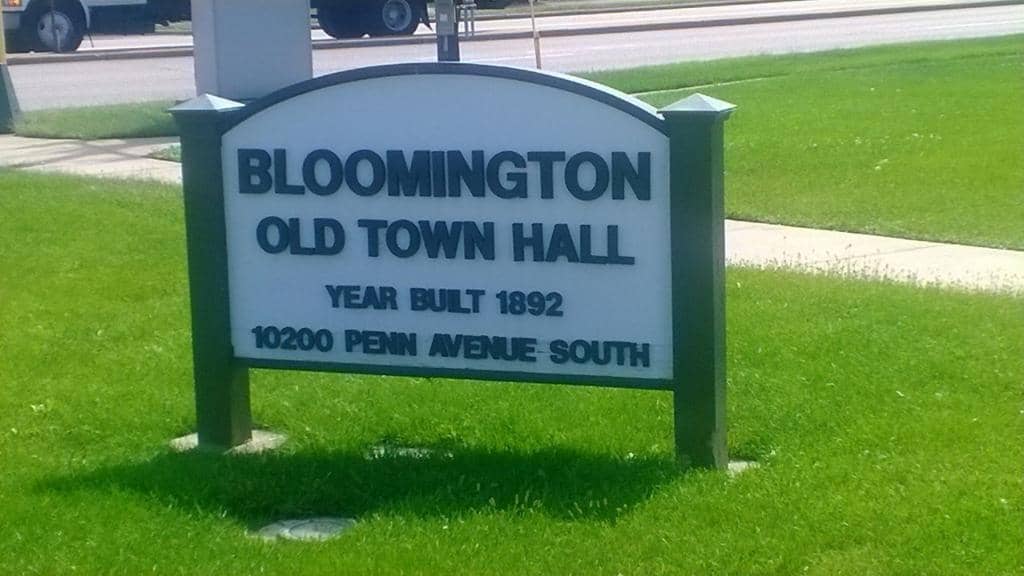 BLOOMINGTON
OLD TOWN HALL
YEAR BUILT 1892
10200 PENN AVENUE SOUTH